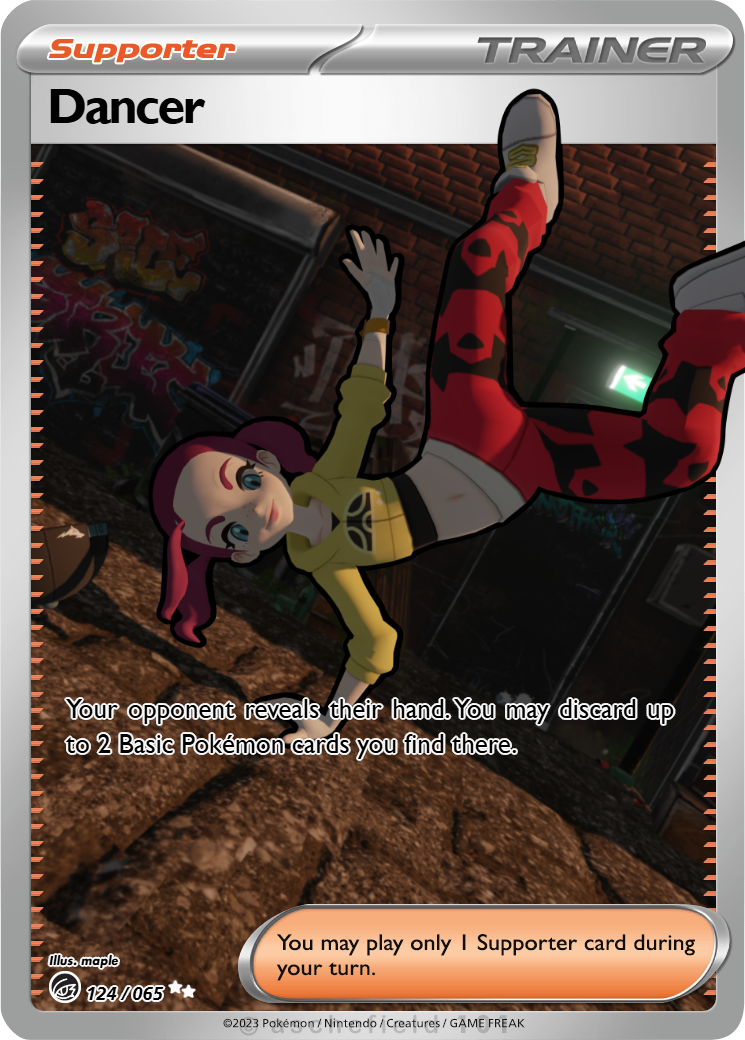 Supporter
TRAINER
Dancer
Your opponent reveals their hand. You may discard up
to 2 Basic Pokémon cards you find there.
You may play only 1 Supporter card during
your turn.
Illus. maple
124 / 065
©2023 Pokémon / Nintendo / Creatures / GAME FREAK